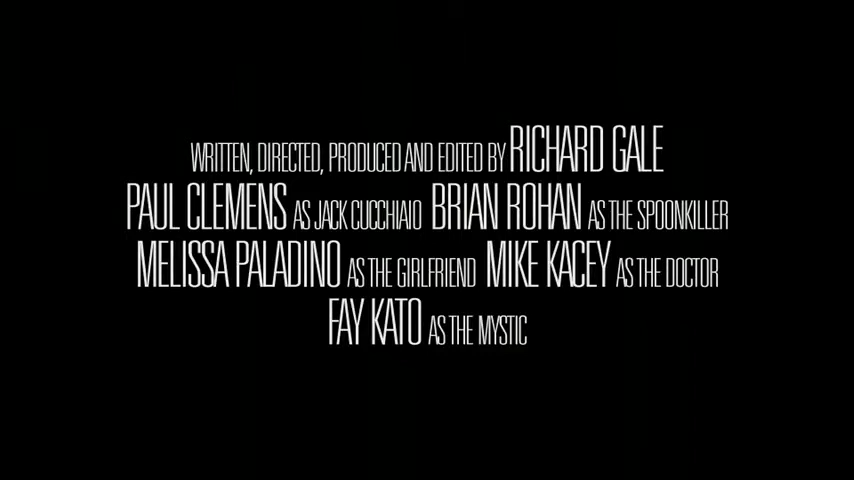 WRITTEN, DIRECTED, PRODUCED AND EDITED BY RICHARD GALE
PAUL CLEMENS AS JACK CUCCHIAIO BRIAN ROHAN AS THE SPOONKILLER
MELISSA PALADINO AS THE GIRLFRIEND MIKE KACEY AS THE DOCTOR
FAY KATO AS THE MYSTIC